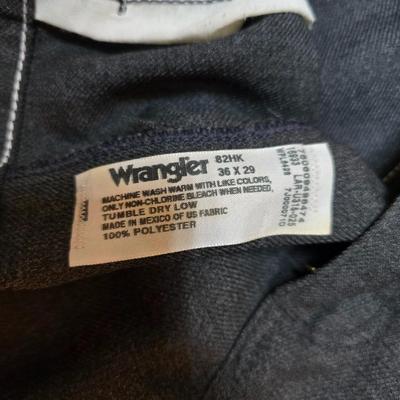 Wrangler 82HK
36 X 29
MACHINE WASH WARM WITH LIKE COLORS,
ONLY NON-CHLORINE BLEACH WHEN NEEDED,
TUMBLE DRY LOW
MADE IN MEXICO OF US FABRIC
100% POLYESTER